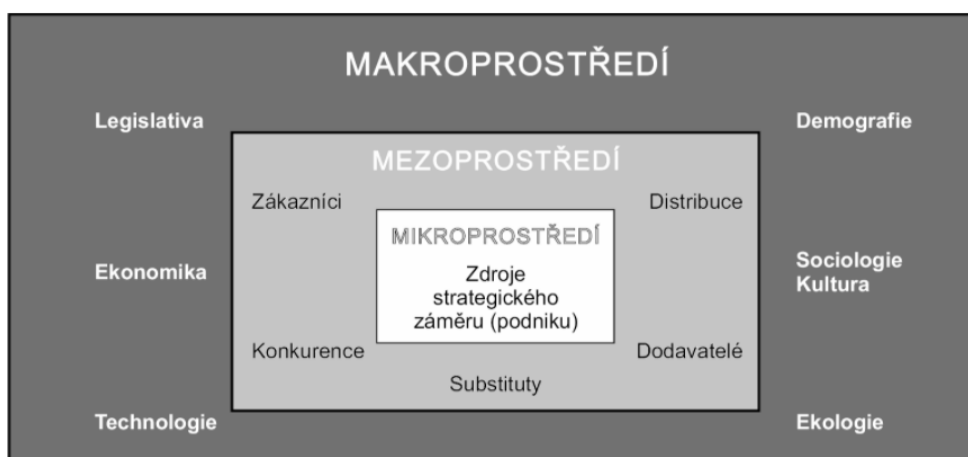 MAKROPROSTŘEDÍ
Legislativa
Demografie
MEZOPROSTŘEDÍ
Zákazníci
Distribuce
MIKROPROSTŘEDÍ
Zdroje
strategického
záměru (podniku)
Ekonomika
Sociologie
Kultura
Konkurence
Dodavatelé
Substituty
Technologie
Ekologie